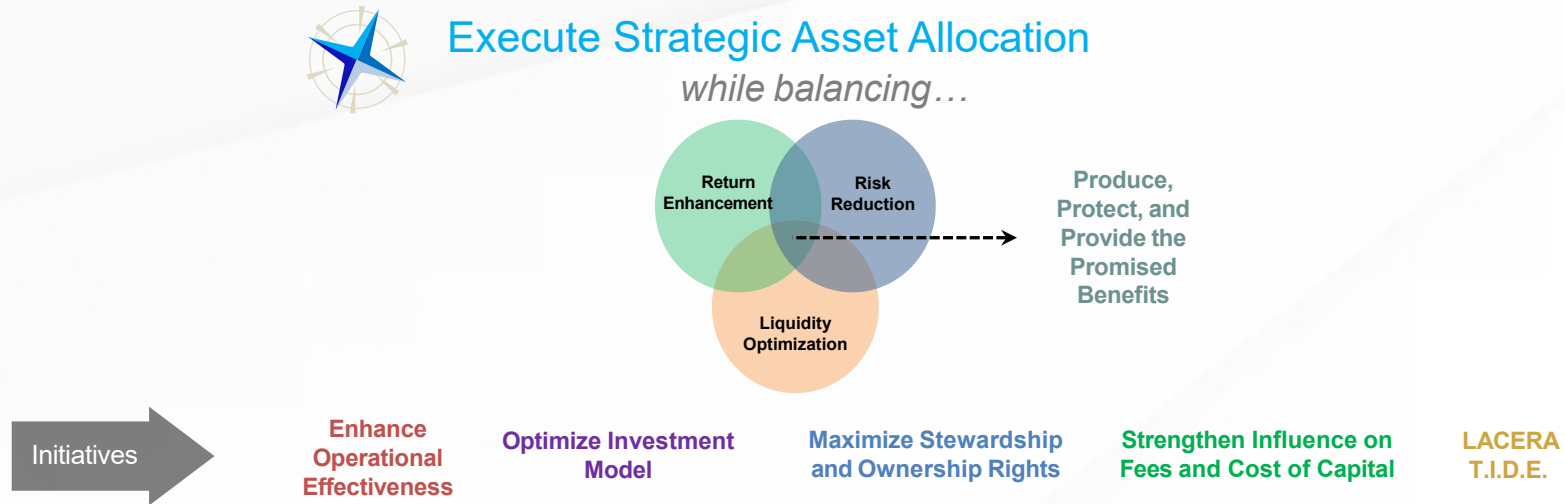 Execute Strategic Asset Allocation
while balancing…
Return
Enhancement
Risk
Reduction
Liquidity
Optimization
Produce,
Protect, and
Provide the
Promised
Benefits
Initiatives
Enhance
Operational
Effectiveness
Optimize Investment
Model
Maximize Stewardship
and Ownership Rights
Strengthen Influence on
Fees and Cost of Capital
LACERA
T.I.D.E.